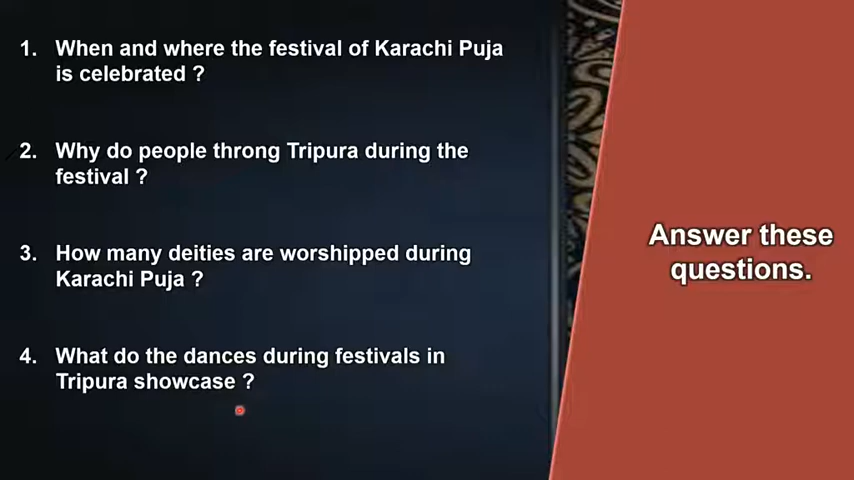 1. When and where the festival of Karachi Puja
is celebrated ?
2. Why do people throng Tripura during the
festival ?
3. How many deities are worshipped during
Karachi Puja ?
4. What do the dances during festivals in
Tripura showcase ?
Answer these
questions.